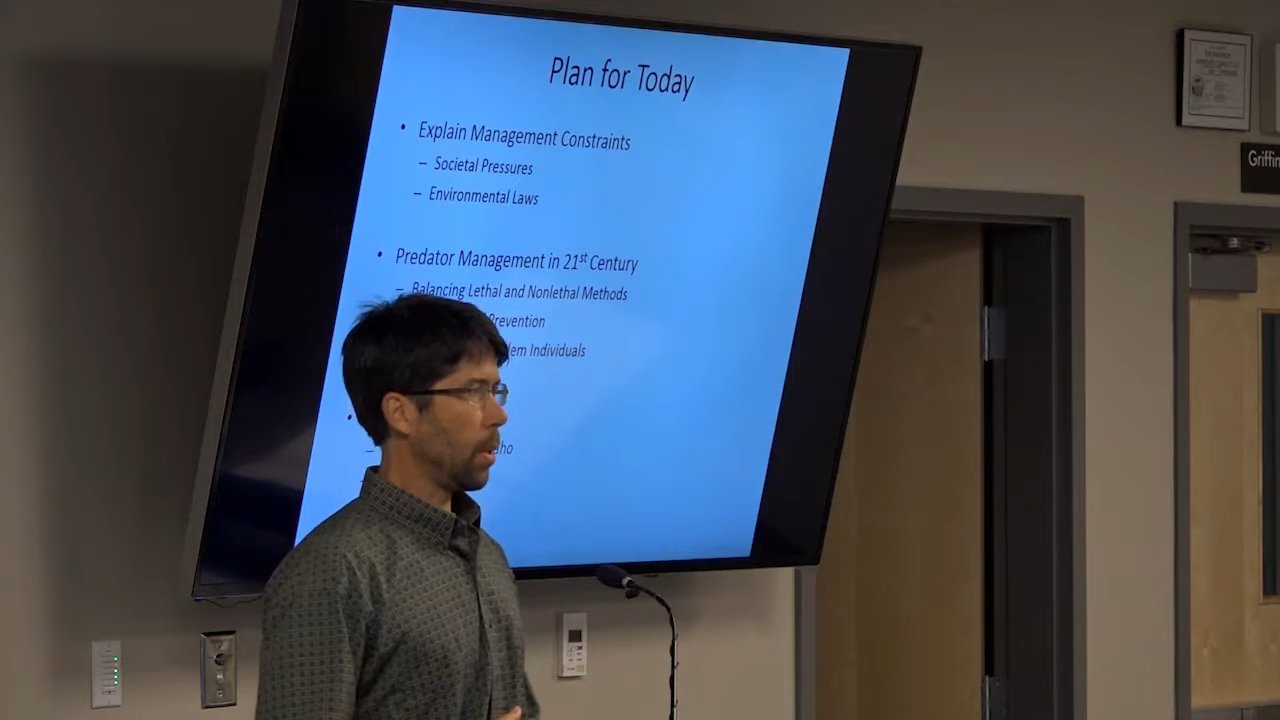 Plan for Today
• Explain Management Constraints
– Societal Pressures
– Environmental Laws
• Predator Management in 21st Century
– Balancing Lethal and Nonlethal Methods
Prevention
Individuals
Griffin